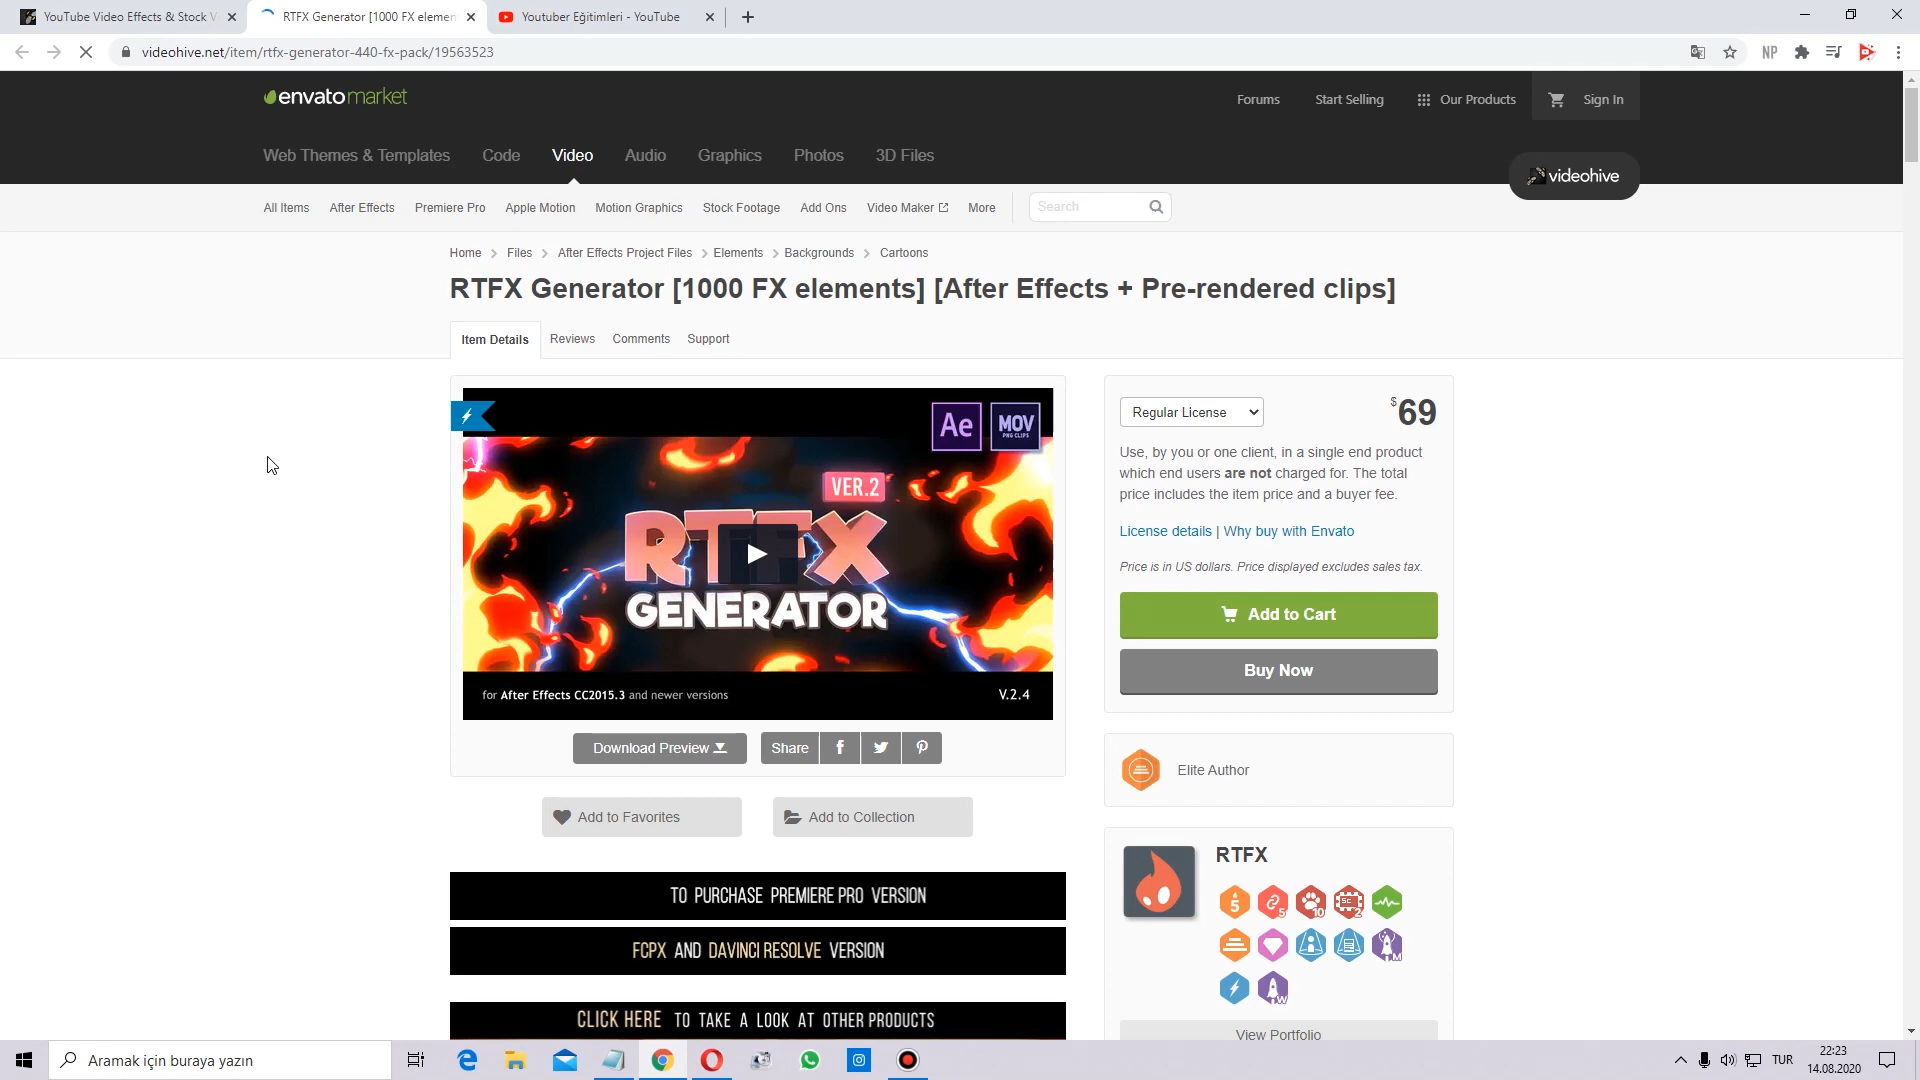 YouTube Video Effects & Stock V
RTFX Generator [1000 FX elemen
Youtuber Eğitimleri - YouTube
videohive.net/item/rtfx-generator-440-fx-pack/19563523
NP
envato market
Forums
Start Selling
Our Products
Sign In
Web Themes & Templates
Code
Video
Audio
Graphics
Photos
3D Files
videohive
All Items
After Effects
Premiere Pro
Apple Motion
Motion Graphics
Stock Footage
Add Ons
Video Maker
More
Search
Home
Files
After Effects Project Files
Elements
Backgrounds
Cartoons
RTFX Generator [1000 FX elements] [After Effects + Pre-rendered clips]
Item Details
Reviews
Comments
Support
Ae
MOV
PNG CLIPS
VER.2
RTFX
GENERATOR
for After Effects CC2015.3 and newer versions
V.2.4
Download Preview
Share
Add to Favorites
Add to Collection
TO PURCHASE PREMIERE PRO VERSION
FCPX AND DAVINCI RESOLVE VERSION
CLICK HERE TO TAKE A LOOK AT OTHER PRODUCTS
Regular License
$69
Use, by you or one client, in a single end product
which end users are not charged for. The total
price includes the item price and a buyer fee.
License details | Why buy with Envato
Price is in US dollars. Price displayed excludes sales tax.
Add to Cart
Buy Now
Elite Author
RTFX
View Portfolio
Aramak için buraya yazın
TUR
22:23
14.08.2020